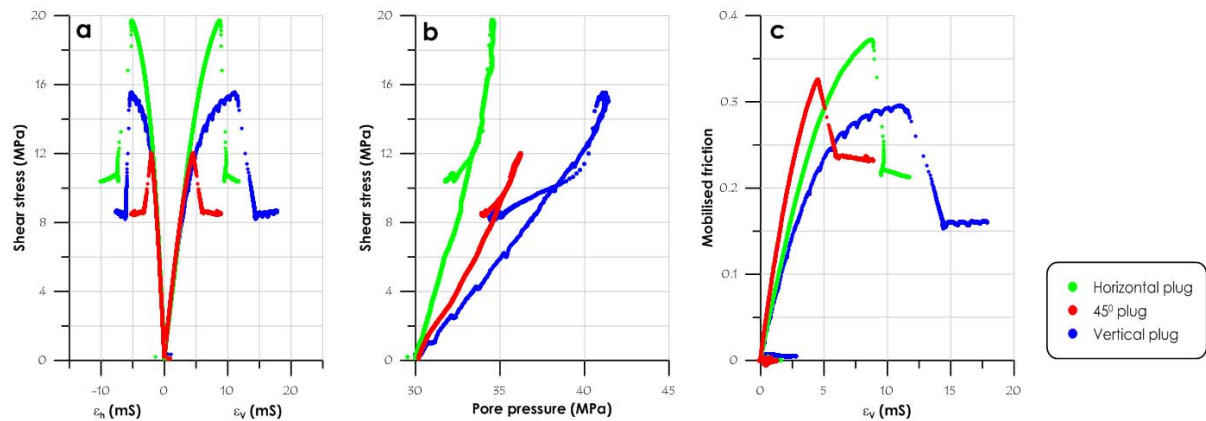 a
b
c
20
16
12
8
4
0
Shear stress (MPa)
-10 0 10 20
εh (mS) εv (mS)
20
16
12
8
4
0
Shear stress (MPa)
30 35 40 45
Pore pressure (MPa)
0.4
0.3
0.2
0.1
0
Mobilised friction
0 5 10 15 20
εv (mS)
Horizontal plug
45⁰ plug
Vertical plug